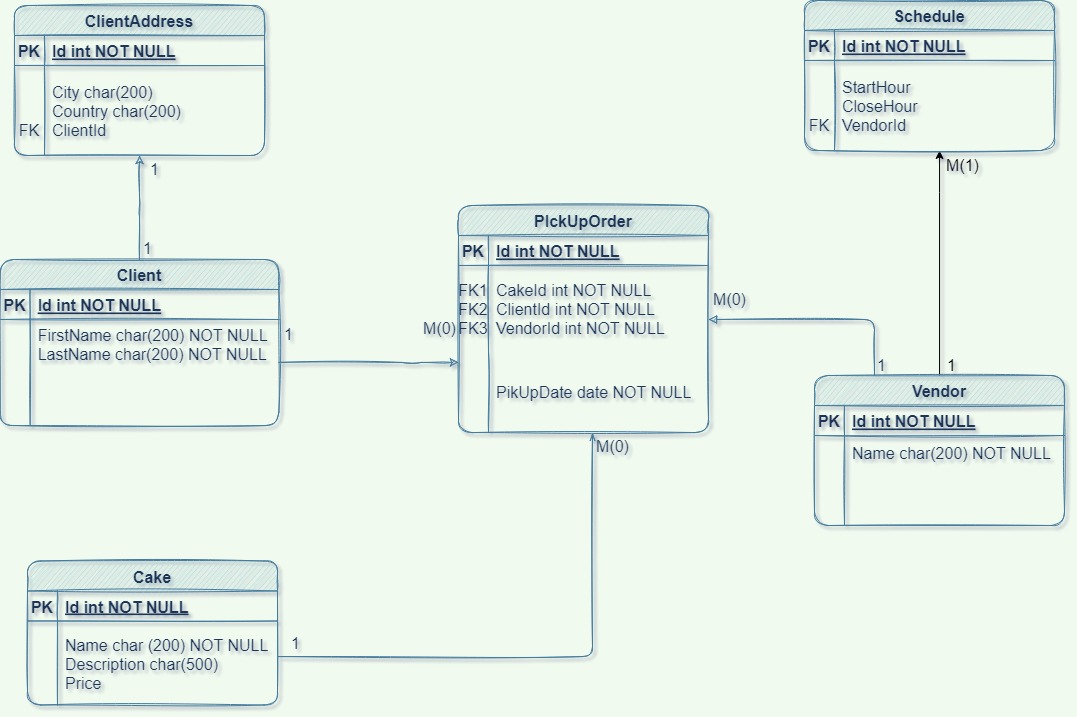 ClientAddress
PK Id int NOT NULL
City char(200)
Country char(200)
FK ClientId
1
1
Schedule
PK Id int NOT NULL
StartHour
CloseHour
FK VendorId
M(1)
1
PIckUpOrder
PK Id int NOT NULL
FK1 CakeId int NOT NULL
FK2 ClientId int NOT NULL
FK3 VendorId int NOT NULL
PikUpDate date NOT NULL
M(0)
M(0)
M(0)
Client
PK Id int NOT NULL
FirstName char(200) NOT NULL
LastName char(200) NOT NULL
1
1
Vendor
PK Id int NOT NULL
Name char(200) NOT NULL
Cake
PK Id int NOT NULL
Name char (200) NOT NULL
Description char(500)
Price
1